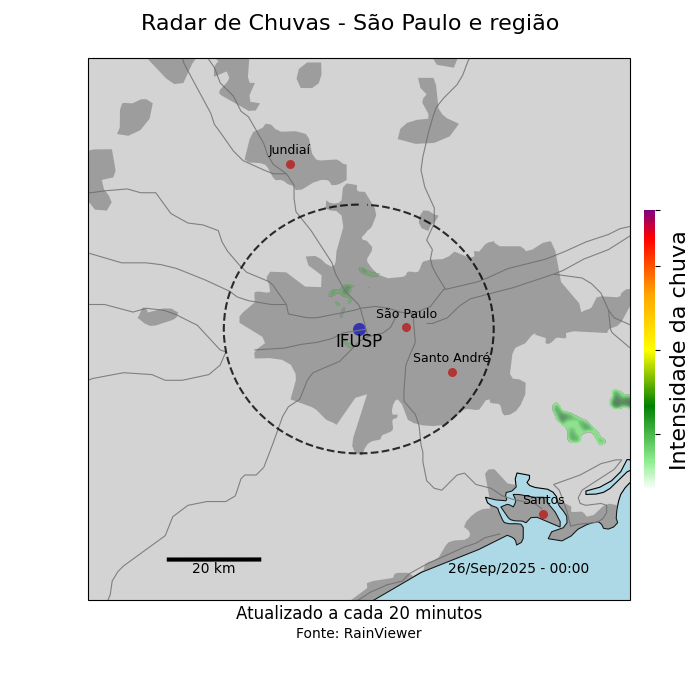 Radar de Chuvas - São Paulo e região
Jundiaí
São Paulo
IFUSP
Santo André
Santos
20 km
26/Sep/2025 - 00:00
Intensidade da chuva
Atualizado a cada 20 minutos
Fonte: RainViewer